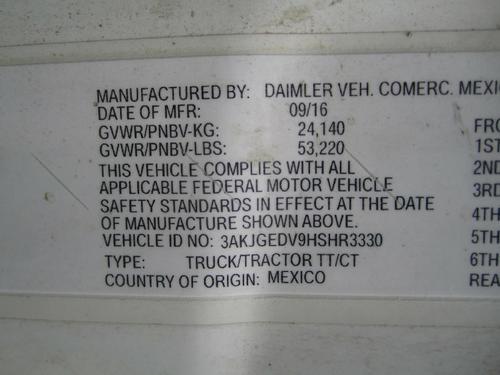 MANUFACTURED BY: DAIMLER VEH. COMERC. MEXI
DATE OF MFR: 09/16
GVWR/PNBV-KG: 24,140
GVWR/PNBV-LBS: 53,220
THIS VEHICLE COMPLIES WITH ALL
APPLICABLE FEDERAL MOTOR VEHICLE
SAFETY STANDARDS IN EFFECT AT THE DATE
OF MANUFACTURE SHOWN ABOVE.
VEHICLE ID NO: 3AKJGEDV9HSHR3330
TYPE: TRUCK/TRACTOR TT/CT
COUNTRY OF ORIGIN: MEXICO
FRO
1ST
2ND
3RD
4TH
5TH
6TH
REA